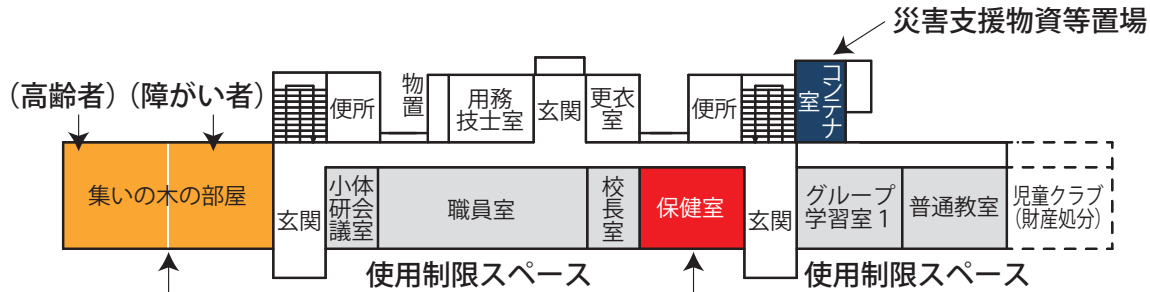 災害支援物資等置場
(高齢者)
(障がい者)
便所
物置
用務
技士室
玄関
更衣室
便所
コンテナ室
集いの木の部屋
玄関
小体研会議室
職員室
校長室
保健室
玄関
グループ
学習室1
普通教室
児童クラブ
(財産処分)
使用制限スペース
使用制限スペース